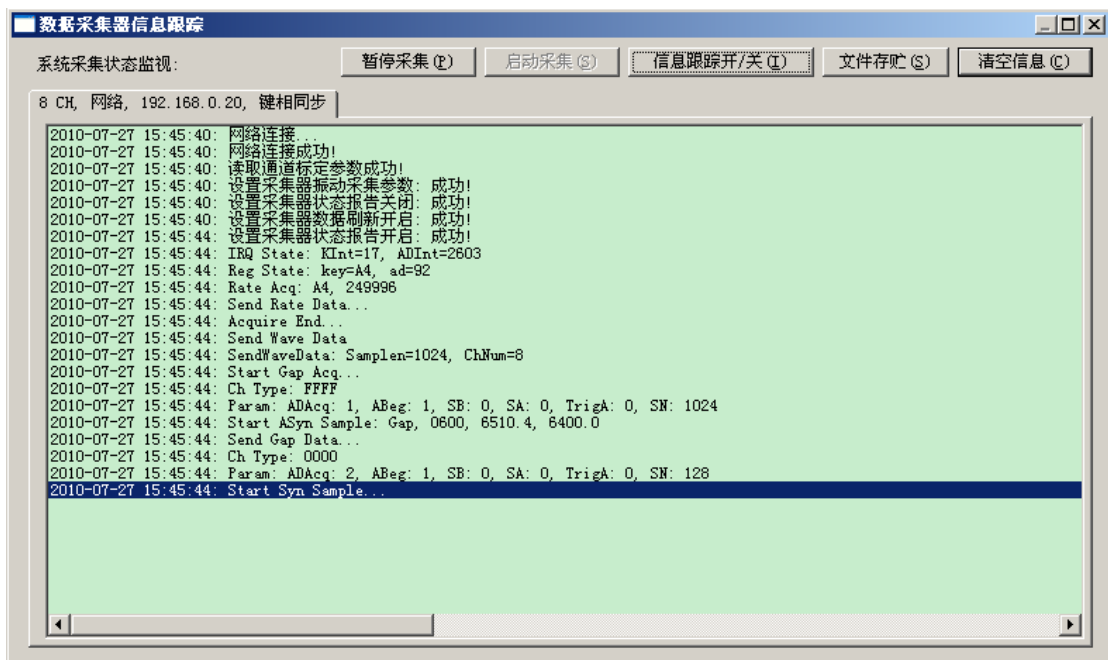 数据采集器信息跟踪
系统采集状态监视:
暂停采集(P)
启动采集(S)
信息跟踪开/关(I)
文件存贮(S)
清空信息(C)
8 CH, 网络, 192.168.0.20, 键相同步
2010-07-27 15:45:40: 网络连接...
2010-07-27 15:45:40: 网络连接成功!
2010-07-27 15:45:40: 读取通道标定参数成功!
2010-07-27 15:45:40: 设置采集器振动采集参数: 成功!
2010-07-27 15:45:40: 设置采集器状态报告关闭: 成功!
2010-07-27 15:45:40: 设置采集器数据刷新开启: 成功!
2010-07-27 15:45:44: 设置采集器状态报告开启: 成功!
2010-07-27 15:45:44: IRQ State: KInt=17, ADInt=2603
2010-07-27 15:45:44: Reg State: key=A4, ad=92
2010-07-27 15:45:44: Rate Acq: A4, 249996
2010-07-27 15:45:44: Send Rate Data...
2010-07-27 15:45:44: Acquire End...
2010-07-27 15:45:44: Send Wave Data
2010-07-27 15:45:44: SendWaveData: Samplen=1024, ChNum=8
2010-07-27 15:45:44: Start Gap Acq...
2010-07-27 15:45:44: Ch Type: FFFF
2010-07-27 15:45:44: Param: ADAcq: 1, ABeg: 1, SB: 0, SA: 0, TrigA: 0, SN: 1024
2010-07-27 15:45:44: Start ASyn Sample: Gap, 0600, 6510.4, 6400.0
2010-07-27 15:45:44: Send Gap Data...
2010-07-27 15:45:44: Ch Type: 0000
2010-07-27 15:45:44: Param: ADAcq: 2, ABeg: 1, SB: 0, SA: 0, TrigA: 0, SN: 128
2010-07-27 15:45:44: Start Syn Sample...